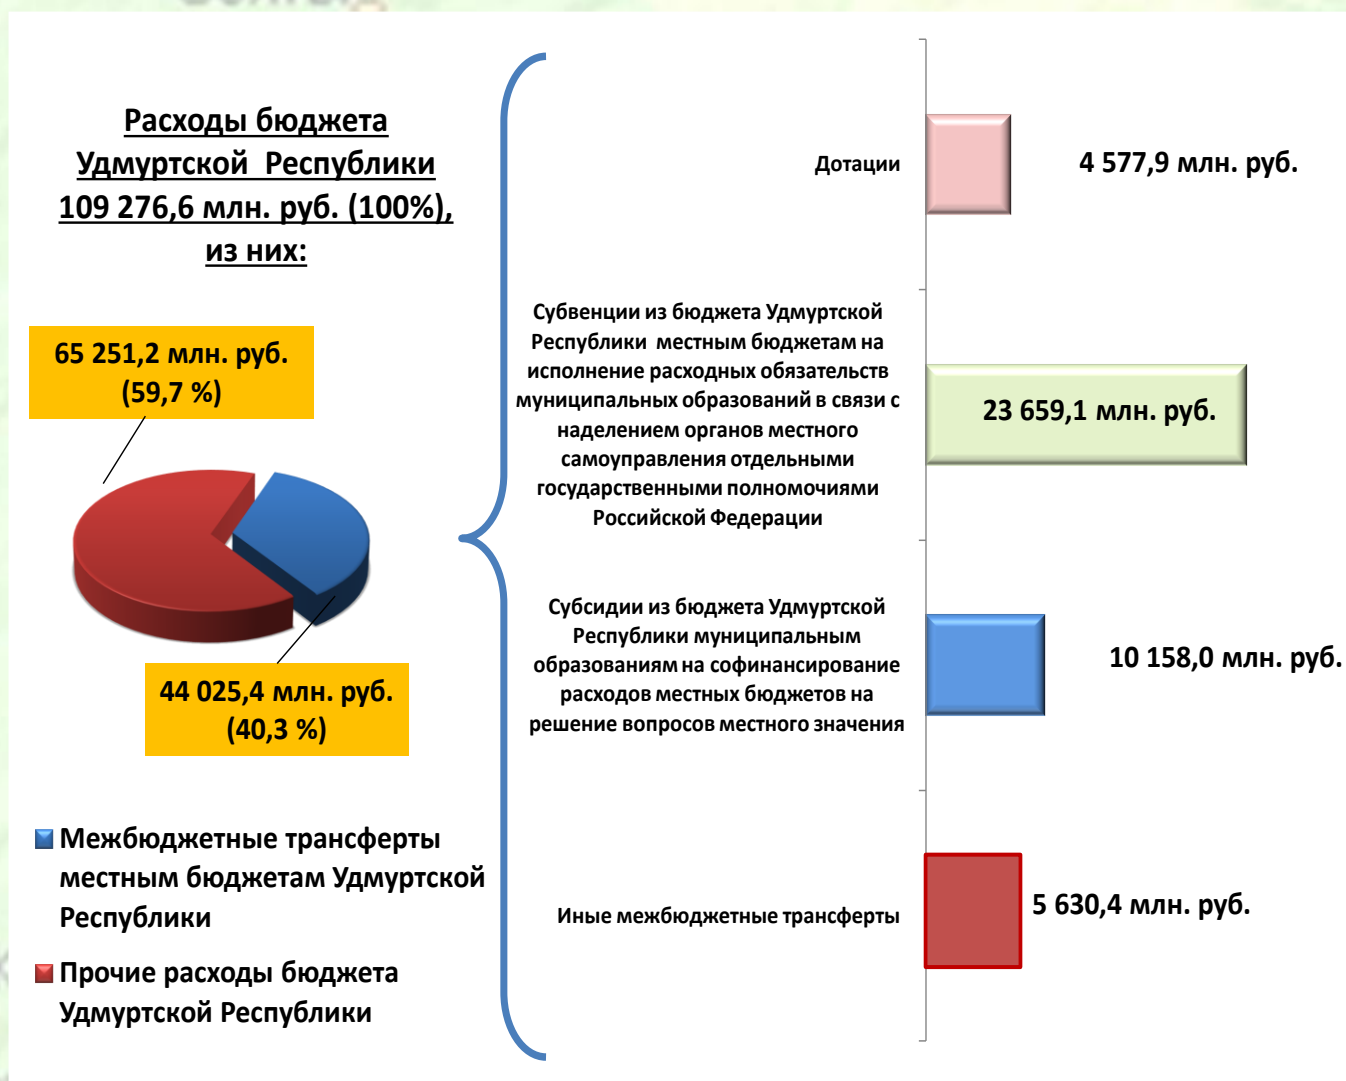 Расходы бюджета
Удмуртской Республики
109 276,6 млн. руб. (100%),
из них:
65 251,2 млн. руб.
(59,7 %)
44 025,4 млн. руб.
(40,3 %)
Межбюджетные трансферты
местным бюджетам Удмуртской
Республики
Прочие расходы бюджета
Удмуртской Республики
Дотации
4 577,9 млн. руб.
Субвенции из бюджета Удмуртской
Республики местным бюджетам на
исполнение расходных обязательств
муниципальных образований в связи с
наделением органов местного
самоуправления отдельными
государственными полномочиями
Российской Федерации
23 659,1 млн. руб.
Субсидии из бюджета Удмуртской
Республики муниципальным
образованиям на софинансирование
расходов местных бюджетов на
решение вопросов местного значения
10 158,0 млн. руб.
Иные межбюджетные трансферты
5 630,4 млн. руб.